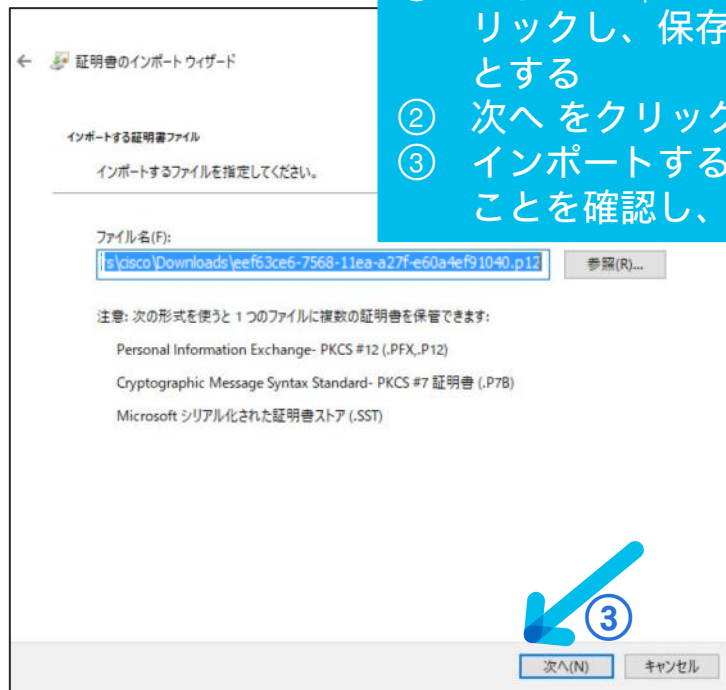 リックし、保存
とする
② 次へ をクリック
③ インポートする
ことを確認し、
← 証明書のインポート ウィザード
インポートする証明書ファイル
インポートするファイルを指定してください。
ファイル名(F):
rs\cisco\Downloads\eef63ce6-7568-11ea-a27f-e60a4ef91040.p12
参照(R)...
注意: 次の形式を使うと 1 つのファイルに複数の証明書を保管できます:
Personal Information Exchange- PKCS #12 (.PFX,.P12)
Cryptographic Message Syntax Standard- PKCS #7 証明書 (.P7B)
Microsoft シリアル化された証明書ストア (.SST)
③
次へ(N)
キャンセル